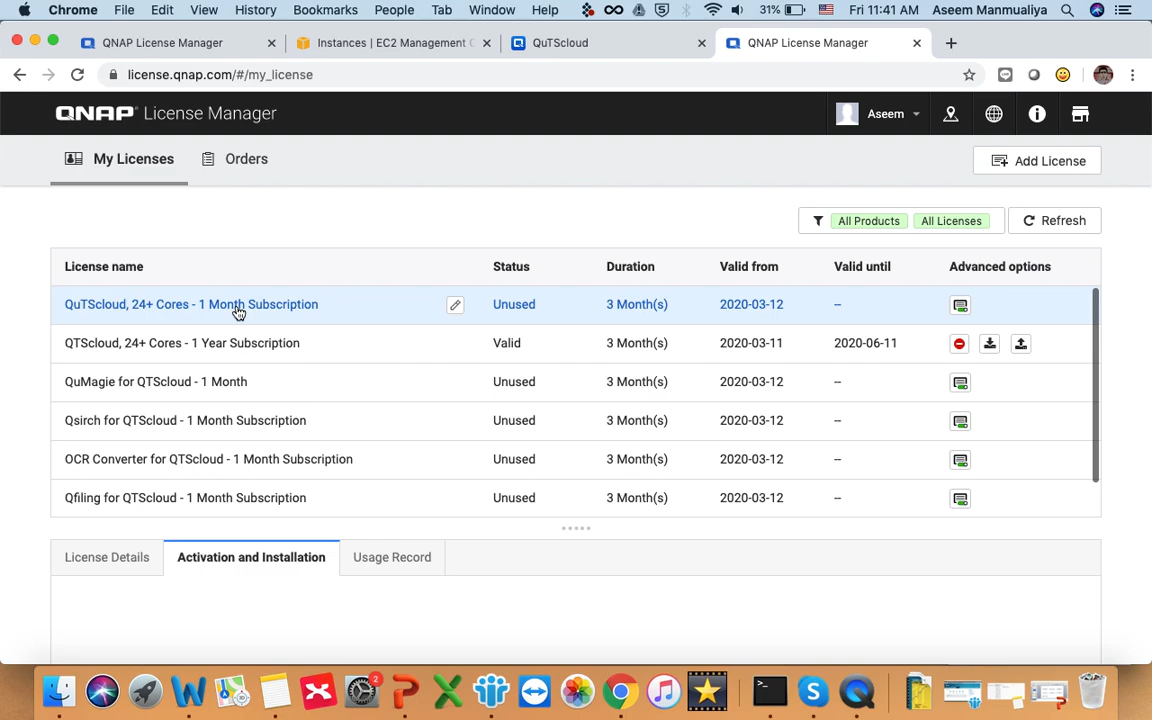 Chrome File Edit View History Bookmarks People Tab Window Help 31% Fri 11:41 AM Aseem Manmualiya
QNAP License Manager Instances | EC2 Management C QuTScloud QNAP License Manager
license.qnap.com/#/my_license
QNAP License Manager Aseem
My Licenses Orders Add License
All Products All Licenses Refresh
License name Status Duration Valid from Valid until Advanced options
QuTScloud, 24+ Cores - 1 Month Subscription Unused 3 Month(s) 2020-03-12 --
QTScloud, 24+ Cores - 1 Year Subscription Valid 3 Month(s) 2020-03-11 2020-06-11
QuMagie for QTScloud - 1 Month Unused 3 Month(s) 2020-03-12 --
Qsirch for QTScloud - 1 Month Subscription Unused 3 Month(s) 2020-03-12 --
OCR Converter for QTScloud - 1 Month Subscription Unused 3 Month(s) 2020-03-12 --
Qfiling for QTScloud - 1 Month Subscription Unused 3 Month(s) 2020-03-12 --
License Details Activation and Installation Usage Record
2